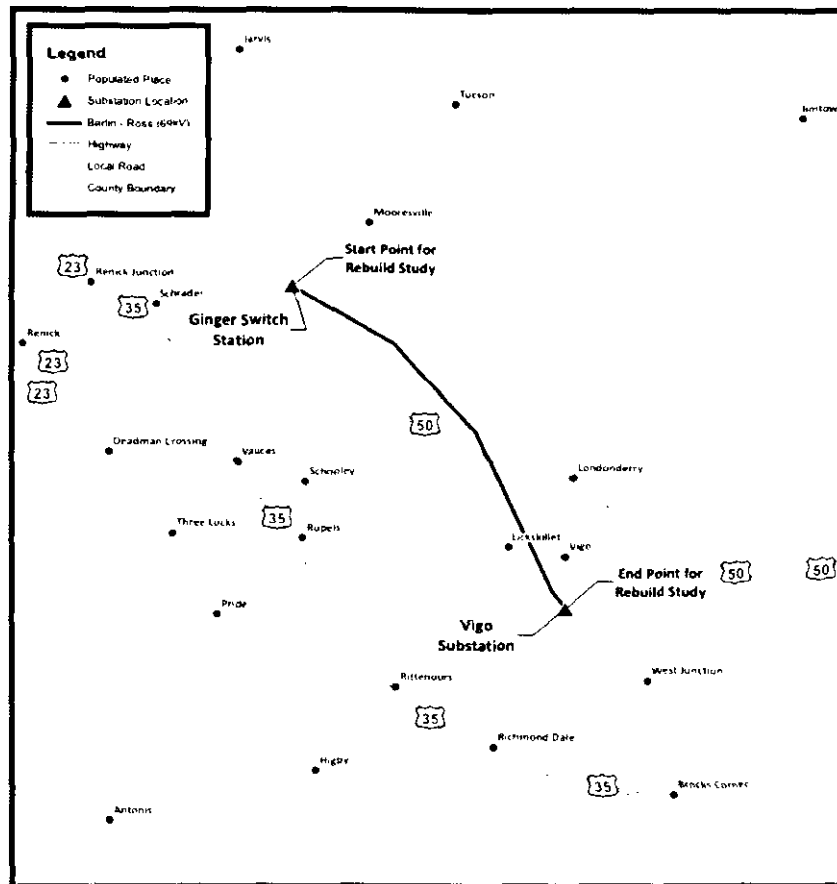 Jarvis
Legend
Populated Place
Substation Location
Berlin - Ross (69kV)
Highway
Local Road
County Boundary
Tucson
Mooresville
Start Point for
Rebuild Study
23
Renick Junction
35
Schrader
Ginger Switch
Station
Renick
23
23
50
Deadman Crossing
Vauces
Schooley
Londonderry
35
Three Locks
Rupels
Lickskillet
Vigo
End Point for
Rebuild Study
50
50
Pride
Vigo
Substation
Rittenours
West Junction
35
Richmond Dale
Higby
35
Brocks Corner
Antonis